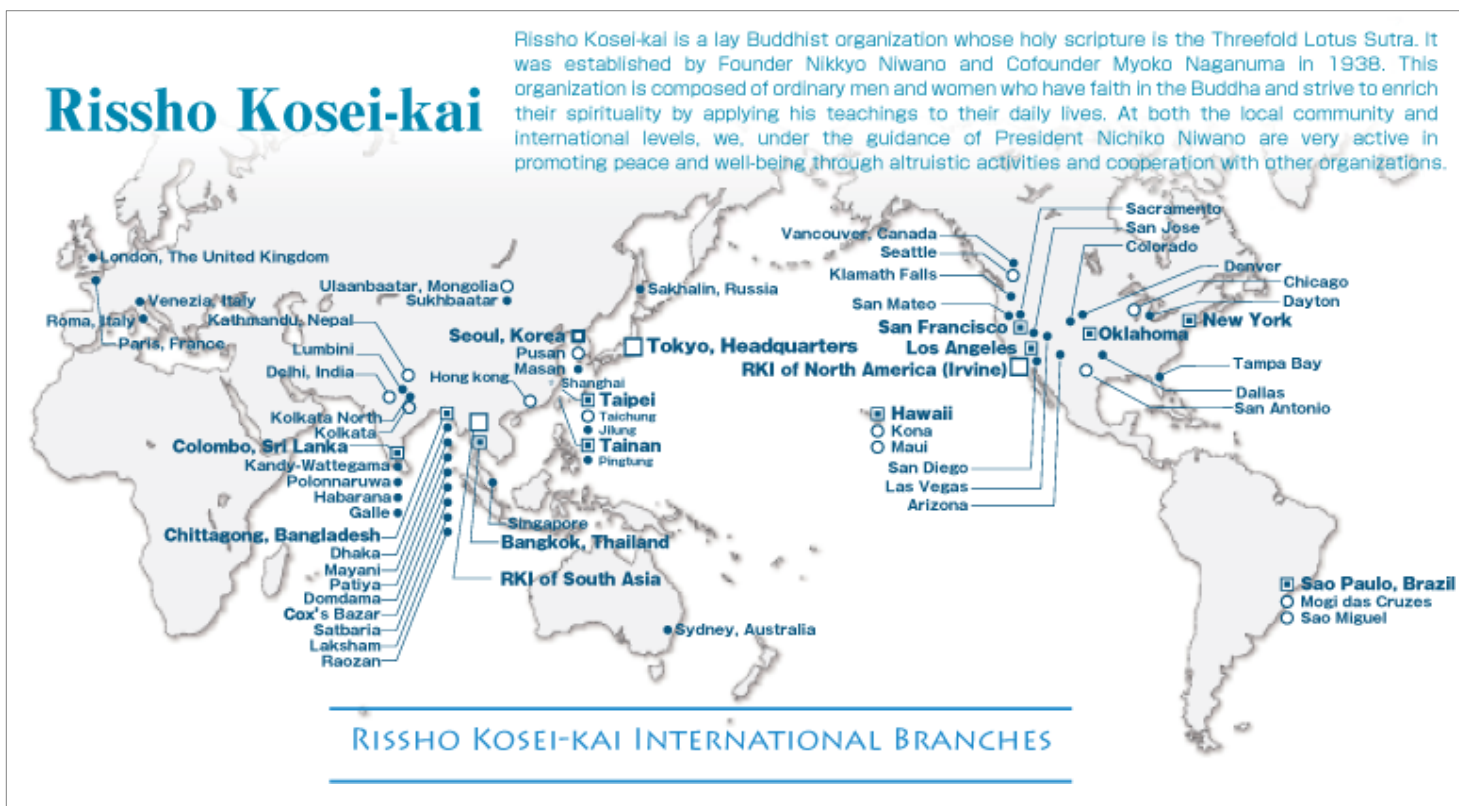 Rissho Kosei-kai
Rissho Kosei-kai is a lay Buddhist organization whose holy scripture is the Threefold Lotus Sutra. It
was established by Founder Nikkyo Niwano and Cofounder Myoko Naganuma in 1938. This
organization is composed of ordinary men and women who have faith in the Buddha and strive to enrich
their spirituality by applying his teachings to their daily lives. At both the local community and
international levels, we, under the guidance of President Nichiko Niwano are very active in
promoting peace and well-being through altruistic activities and cooperation with other organizations.
London, The United Kingdom
Venezia, Italy
Roma, Italy
Paris, France
Ulaanbaatar, Mongolia
Sukhbaatar
Kathmandu, Nepal
Lumbini
Delhi, India
Kolkata North
Kolkata
Colombo, Sri Lanka
Kandy-Wattegama
Polonnaruwa
Habarana
Galle
Chittagong, Bangladesh
Dhaka
Mayani
Patiya
Domdama
Cox's Bazar
Satbaria
Laksham
Raozan
Sakhalin, Russia
Seoul, Korea
Pusan
Masan
Tokyo, Headquarters
Hong kong
Shanghai
Taipei
Taichung
Jilung
Tainan
Pingtung
Singapore
Bangkok, Thailand
RKI of South Asia
Sydney, Australia
Vancouver, Canada
Seattle
Klamath Falls
San Mateo
San Francisco
Los Angeles
RKI of North America (Irvine)
Hawaii
Kona
Maui
San Diego
Las Vegas
Arizona
Sacramento
San Jose
Colorado
Denver
Chicago
Dayton
New York
Oklahoma
Tampa Bay
Dallas
San Antonio
Sao Paulo, Brazil
Mogi das Cruzes
Sao Miguel
Rissho Kosei-kai International Branches